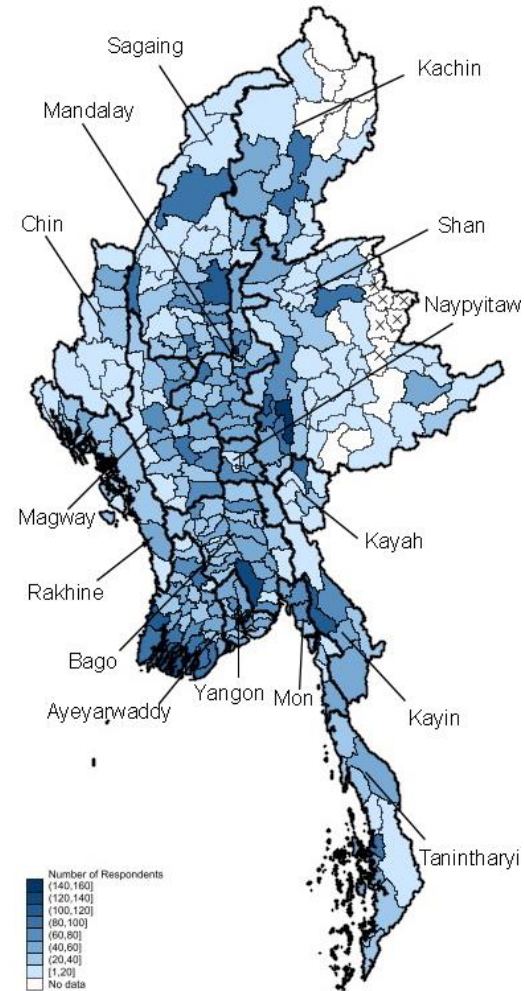 Sagaing
Kachin
Mandalay
Chin
Shan
Naypyitaw
Magway
Kayah
Rakhine
Bago
Yangon
Mon
Ayeyarwaddy
Kayin
Tanintharyi
Number of Respondents
(140,160]
(120,140]
(100,120]
(80,100]
(60,80]
(40,60]
(20,40]
[1,20]
No data